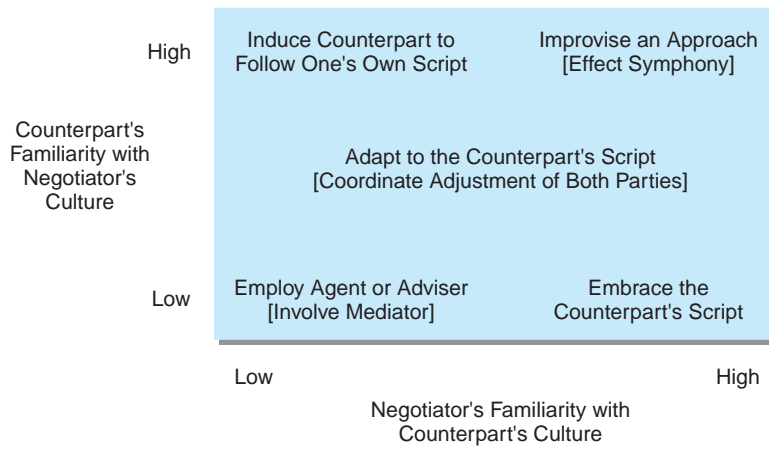 High
Induce Counterpart to
Follow One's Own Script
Improvise an Approach
[Effect Symphony]
Counterpart's
Familiarity with
Negotiator's
Culture
Adapt to the Counterpart's Script
[Coordinate Adjustment of Both Parties]
Low
Employ Agent or Adviser
[Involve Mediator]
Embrace the
Counterpart's Script
Low
High
Negotiator's Familiarity with
Counterpart's Culture